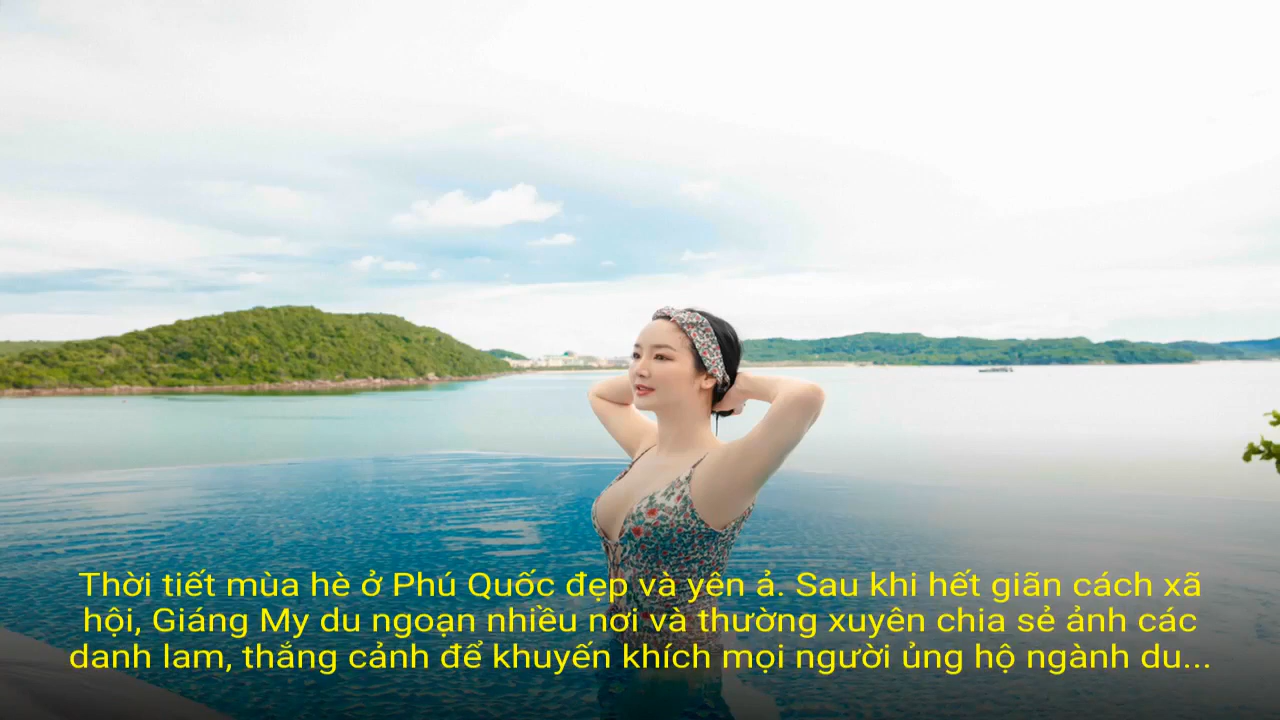 Thời tiết mùa hè ở Phú Quốc đẹp và yên ả. Sau khi hết giãn cách xã
hội, Giáng My du ngoạn nhiều nơi và thường xuyên chia sẻ ảnh các
danh lam, thắng cảnh để khuyến khích mọi người ủng hộ ngành du...